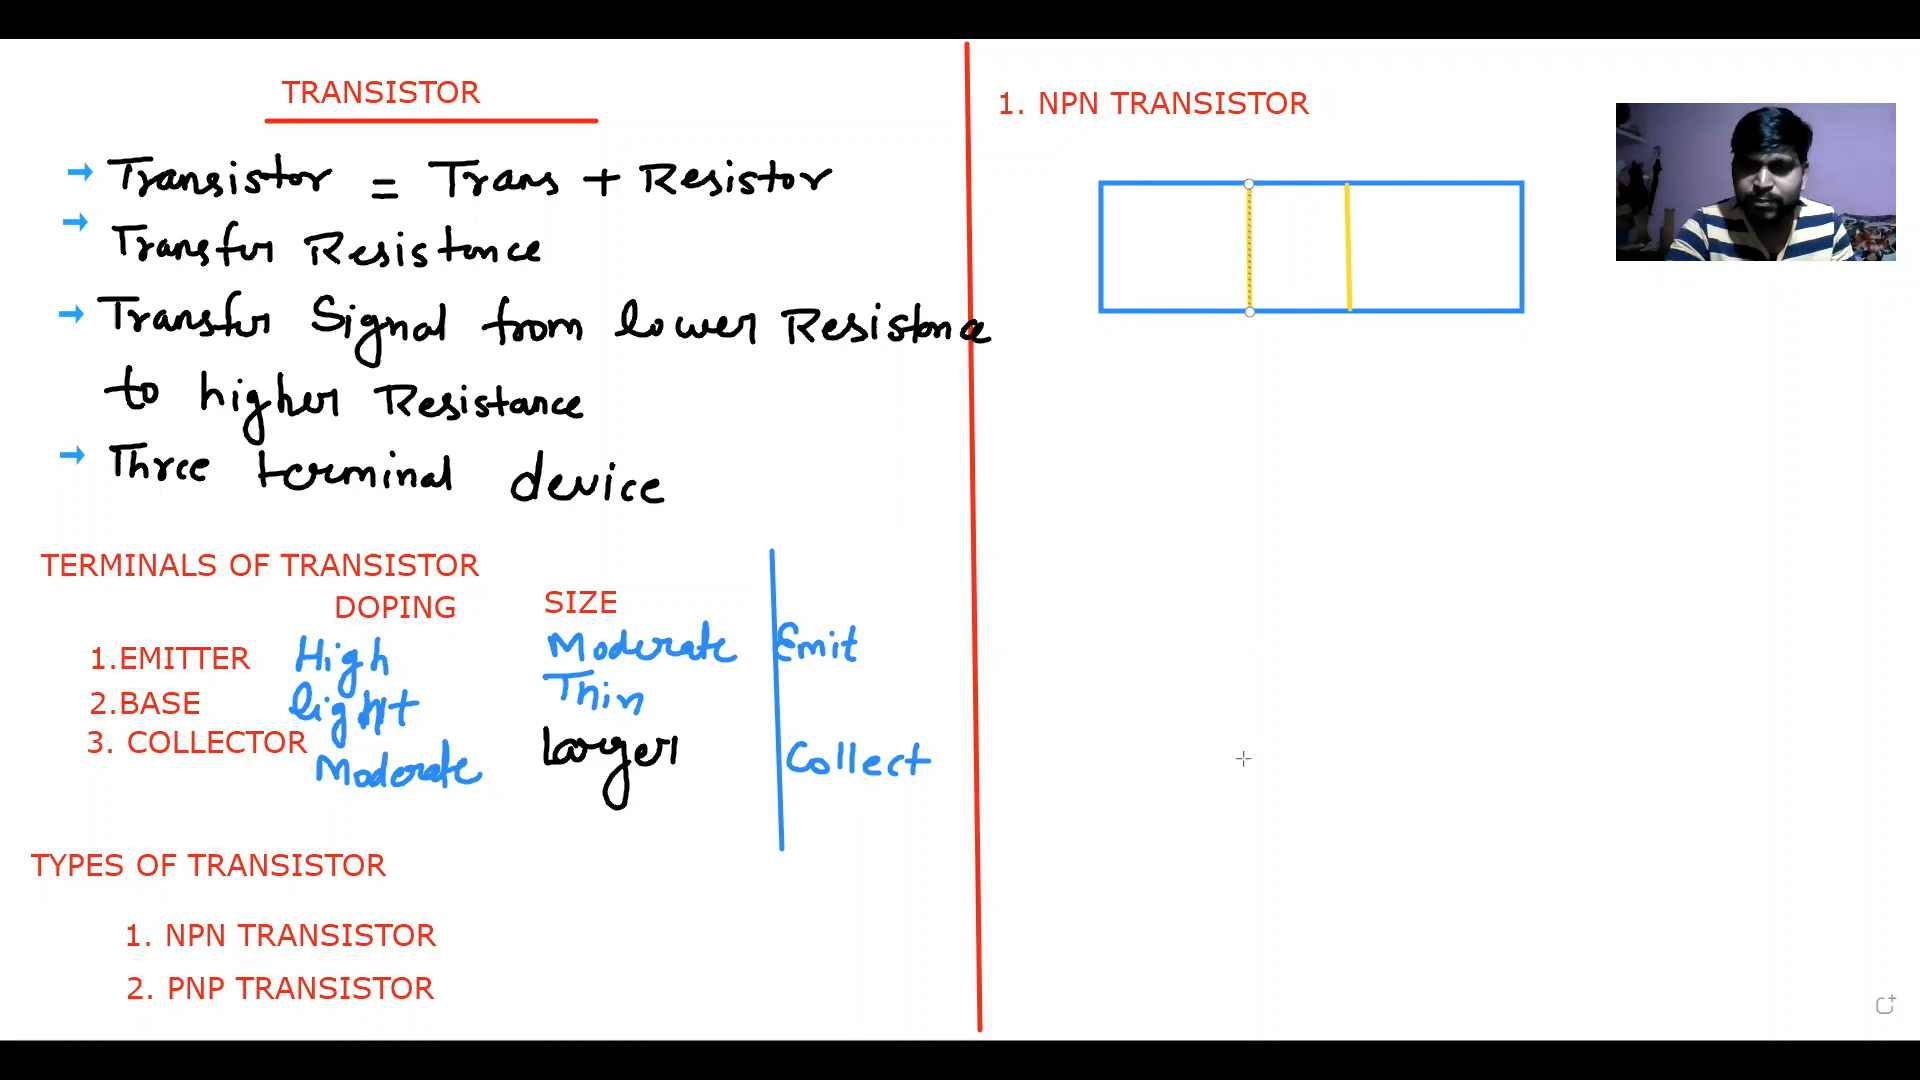 TRANSISTOR
→ Transistor = Trans + Resistor
→ Transfer Resistance
→ Transfer Signal from lower Resistance
to higher Resistance
→ Three terminal device
TERMINALS OF TRANSISTOR
DOPING SIZE
1.EMITTER High Moderate Emit
2.BASE light Thin
3. COLLECTOR Moderate Larger Collect
TYPES OF TRANSISTOR
1. NPN TRANSISTOR
2. PNP TRANSISTOR
1. NPN TRANSISTOR